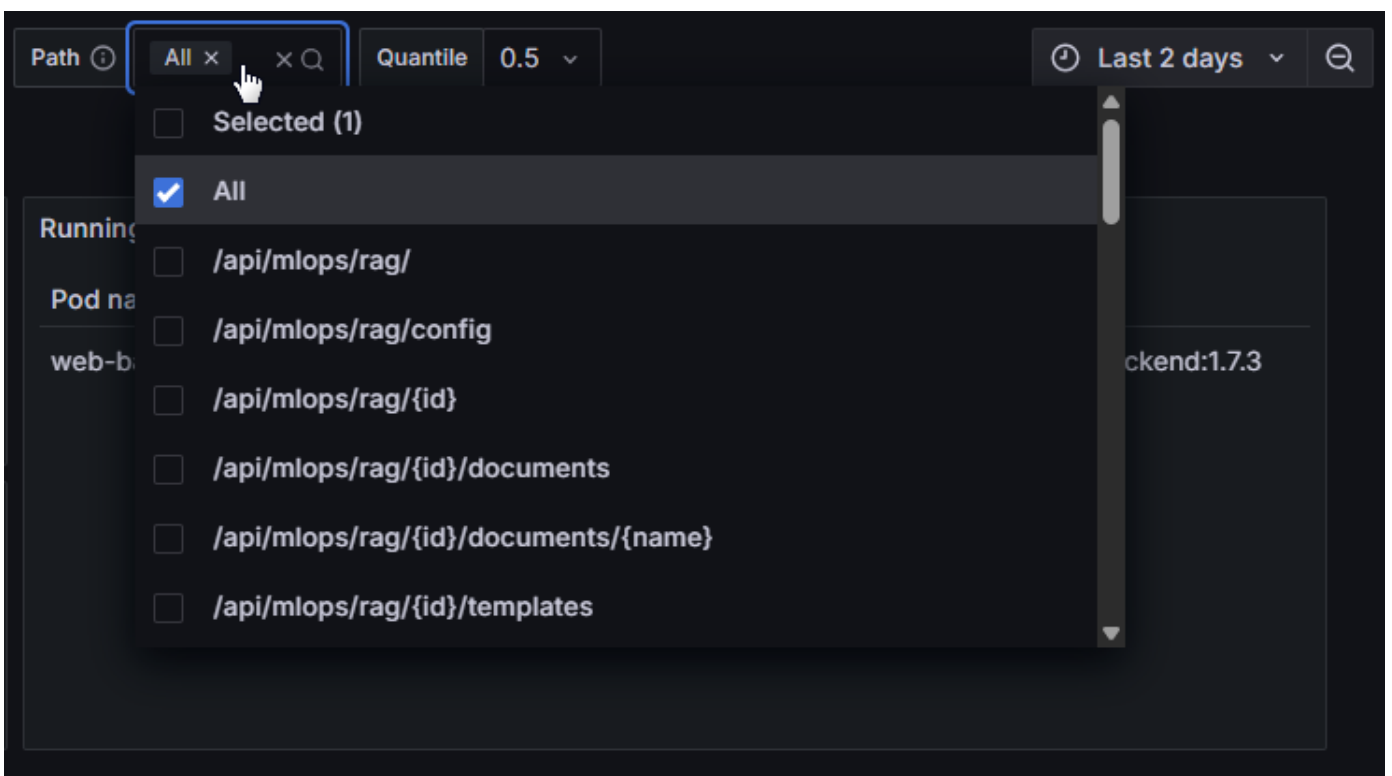 Path All Quantile 0.5 Last 2 days
Selected (1)
All
/api/mlops/rag/
/api/mlops/rag/config
/api/mlops/rag/{id}
/api/mlops/rag/{id}/documents
/api/mlops/rag/{id}/documents/{name}
/api/mlops/rag/{id}/templates
Running
Pod na
web-b
ckend:1.7.3